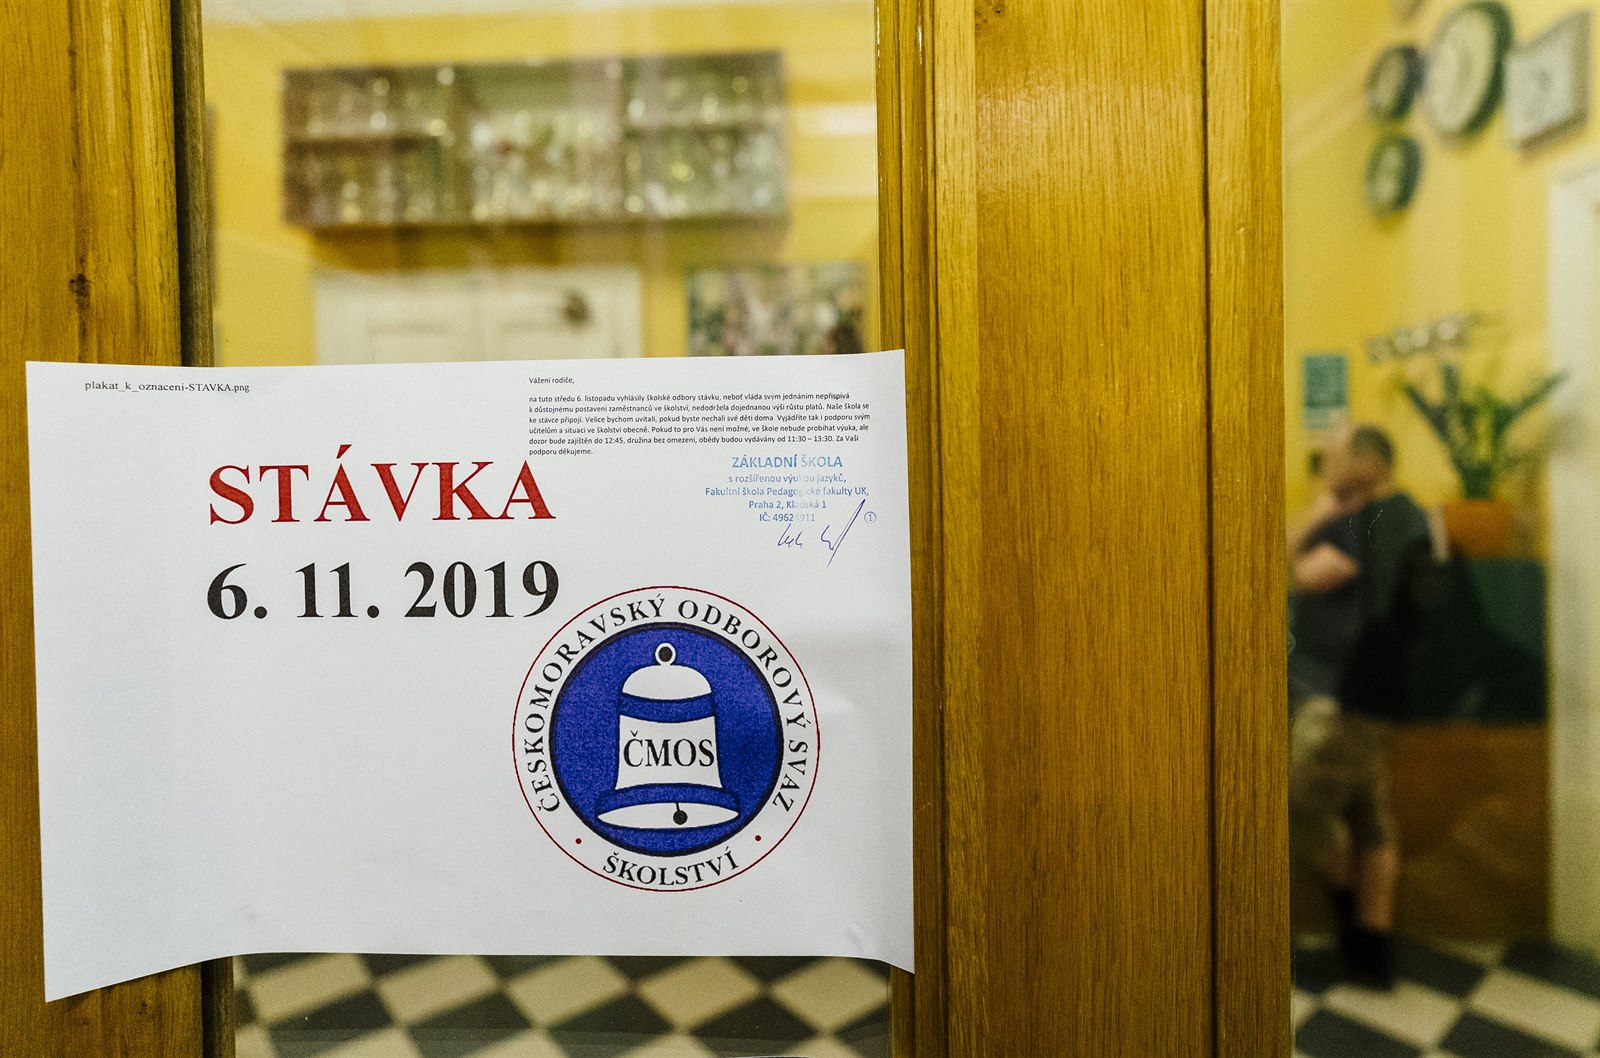 plakat_k_oznaceni-STAVKA.png
Vážení rodiče,
na tuto středu 6. listopadu vyhlásily školské odbory stávku, neboť vláda svým jednáním nepřispívá
k důstojnému postavení zaměstnanců ve školství, nedodržela dojednanou výši růstu platů. Naše škola se
ke stávce připojí. Velice bychom uvítali, pokud byste nechali své děti doma. Vyjádříte tak i podporu svým
učitelům a situaci ve školství obecně. Pokud to pro Vás není možné, ve škole nebude probíhat výuka, ale
dozor bude zajištěn do 12:45, družina bez omezení, obědy budou vydávány od 11:30 – 13:30. Za Vaši
podporu děkujeme.
ZÁKLADNÍ ŠKOLA
s rozšířenou výukou jazyků,
Fakultní škola Pedagogické fakulty UK,
Praha 2, Kladská 1
IČ: 49624911
1
STÁVKA
6. 11. 2019
ČESKOMORAVSKÝ ODBOROVÝ SVAZ
ČMOS
• ŠKOLSTVÍ •